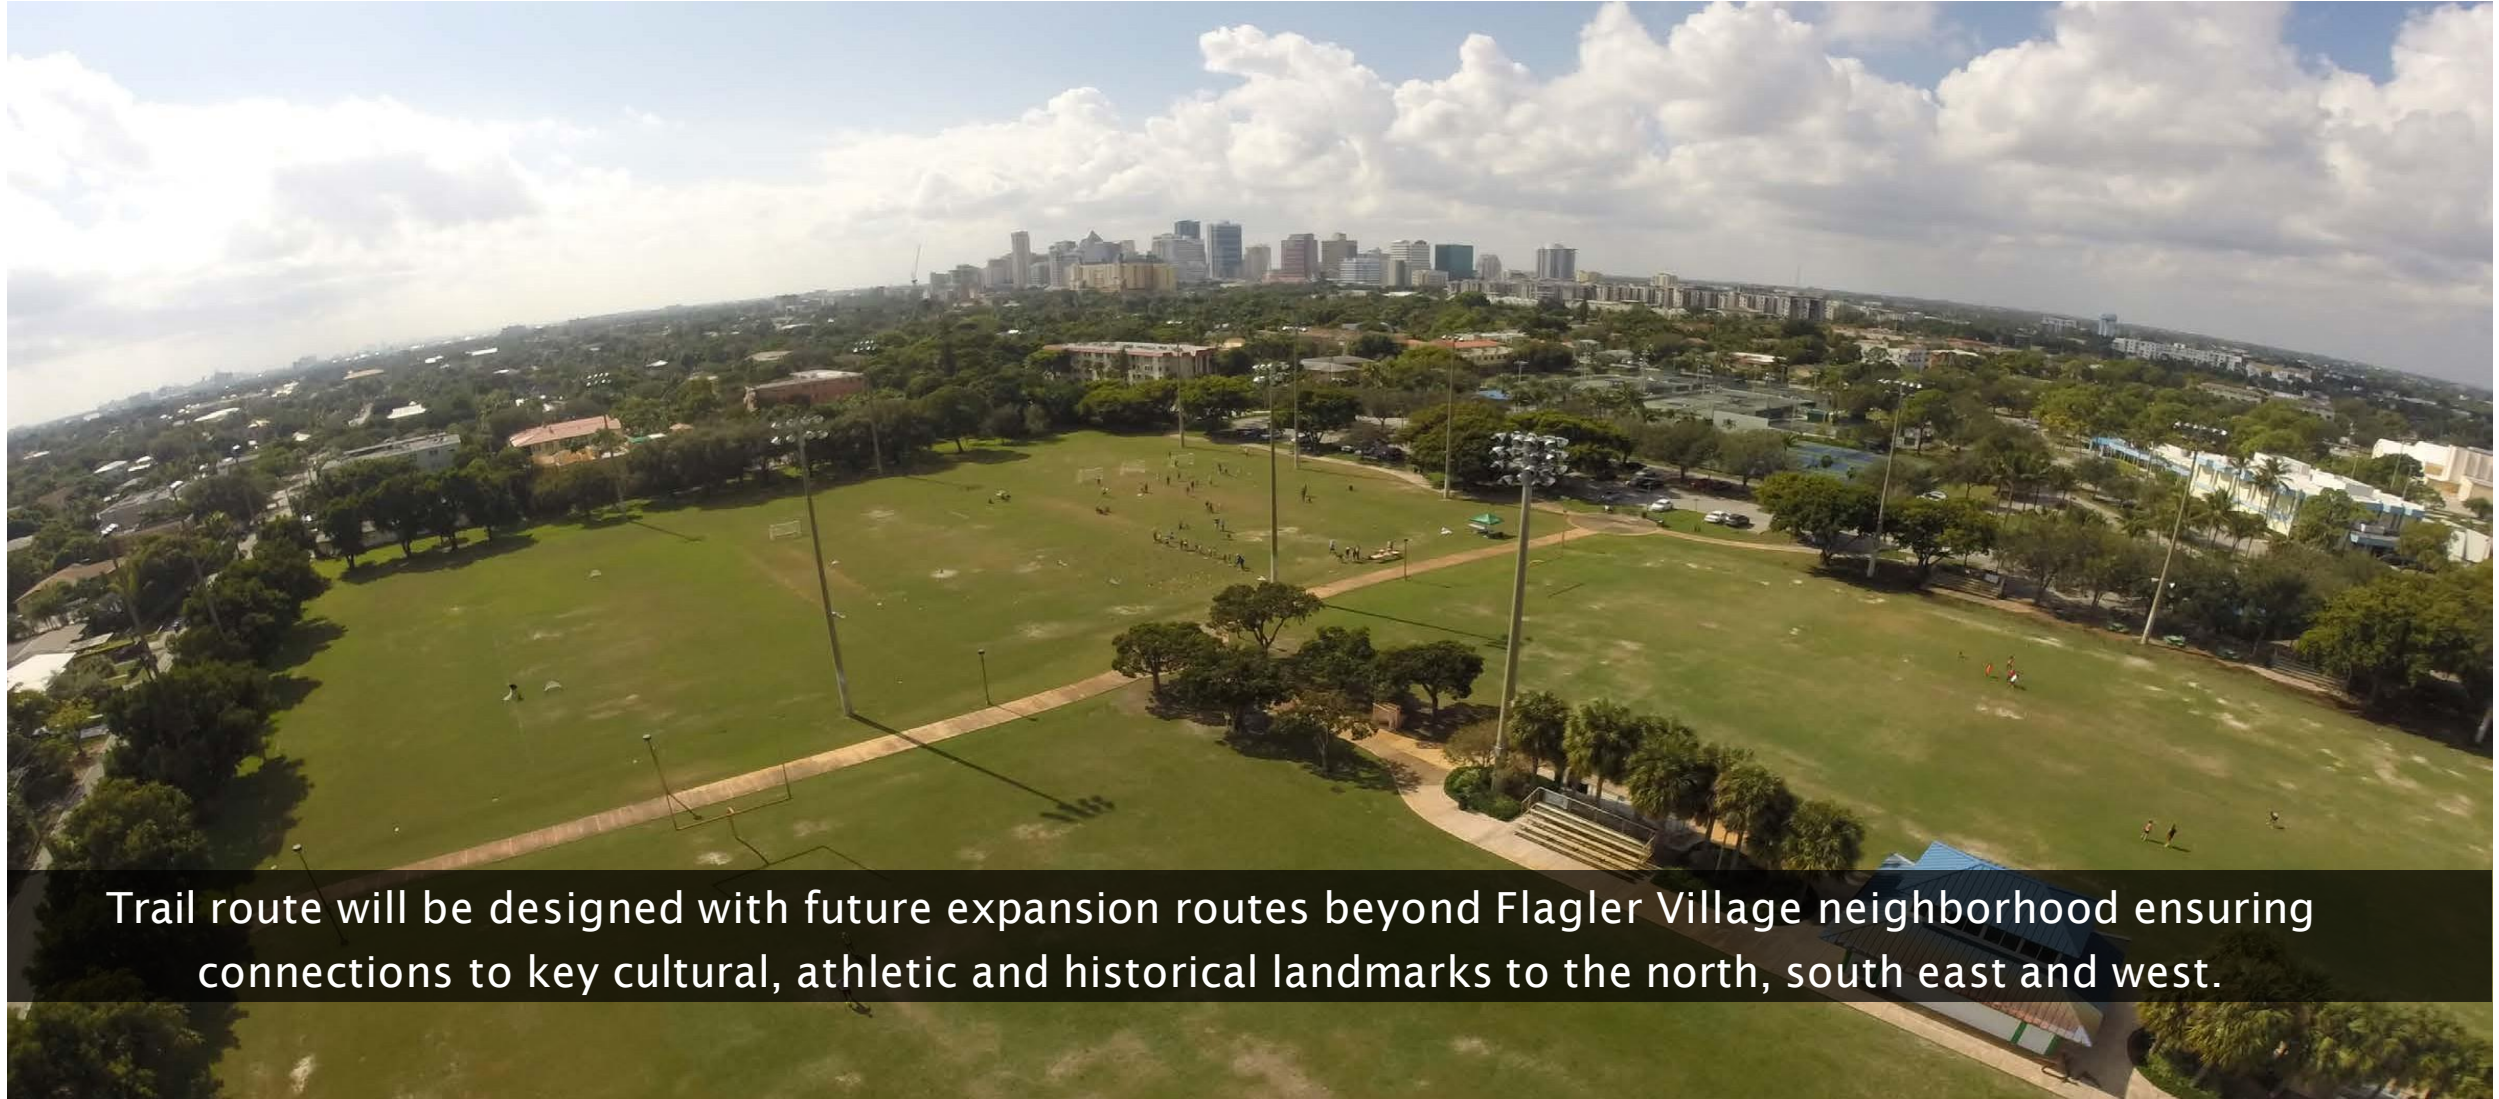 Trail route will be designed with future expansion routes beyond Flagler Village neighborhood ensuring
connections to key cultural, athletic and historical landmarks to the north, south east and west.